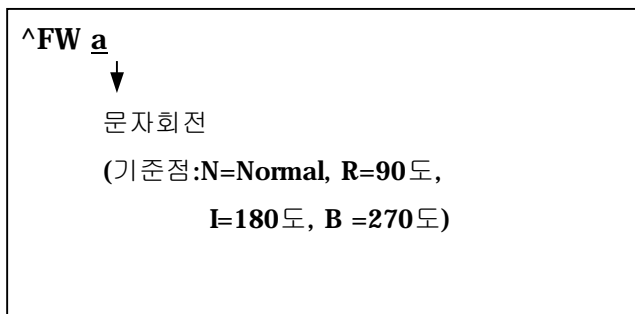 ^FW a
문자회전
(기준점:N=Normal, R=90도,
I=180도, B =270도)